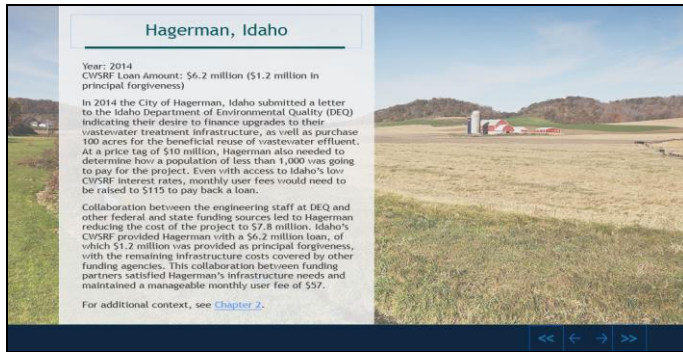 Hagerman, Idaho
Year: 2014
CWSRF Loan Amount: $6.2 million ($1.2 million in
principal forgiveness)
In 2014 the City of Hagerman, Idaho submitted a letter
to the Idaho Department of Environmental Quality (DEQ)
indicating their desire to finance upgrades to their
wastewater treatment infrastructure, as well as purchase
100 acres for the beneficial reuse of wastewater effluent.
At a price tag of $10 million, Hagerman also needed to
determine how a population of less than 1,000 was going
to pay for the project. Even with access to Idaho's low
CWSRF interest rates, monthly user fees would need to
be raised to $115 to pay back a loan.
Collaboration between the engineering staff at DEQ and
other federal and state funding sources led to Hagerman
reducing the cost of the project to $7.8 million. Idaho's
CWSRF provided Hagerman with a $6.2 million loan, of
which $1.2 million was provided as principal forgiveness,
with the remaining infrastructure costs covered by other
funding agencies. This collaboration between funding
partners satisfied Hagerman's infrastructure needs and
maintained a manageable monthly user fee of $57.
For additional context, see Chapter 2.
<< ← → >>